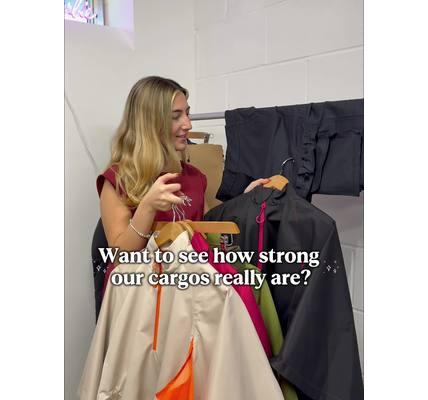 Want to see how strong
our cargos really are?